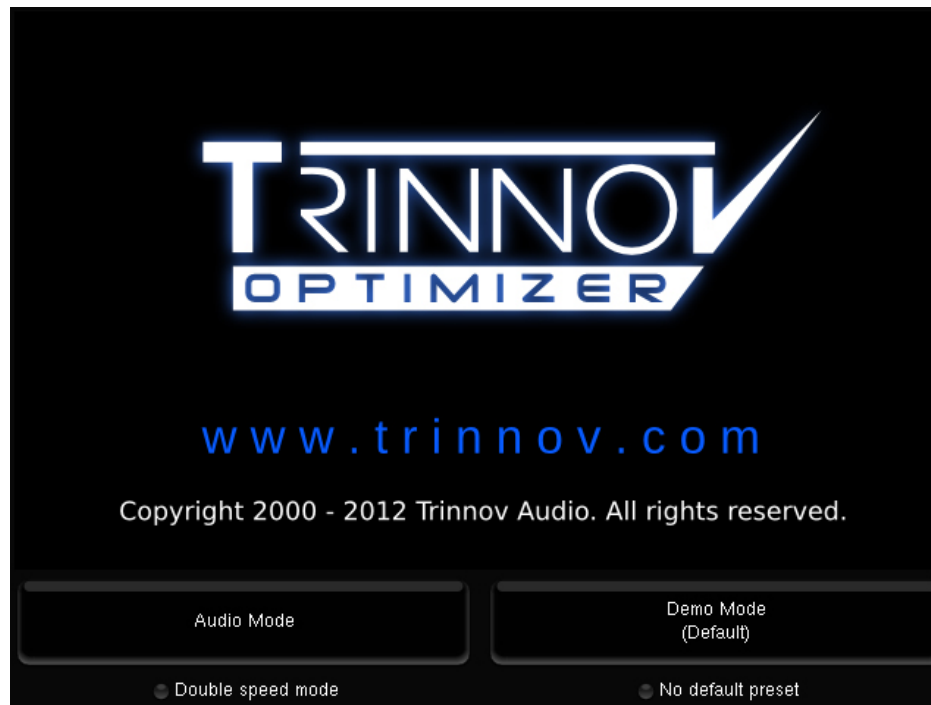 TRINNOV
OPTIMIZER
www.trinnov.com
Copyright 2000 - 2012 Trinnov Audio. All rights reserved.
Audio Mode
Demo Mode
(Default)
Double speed mode
No default preset